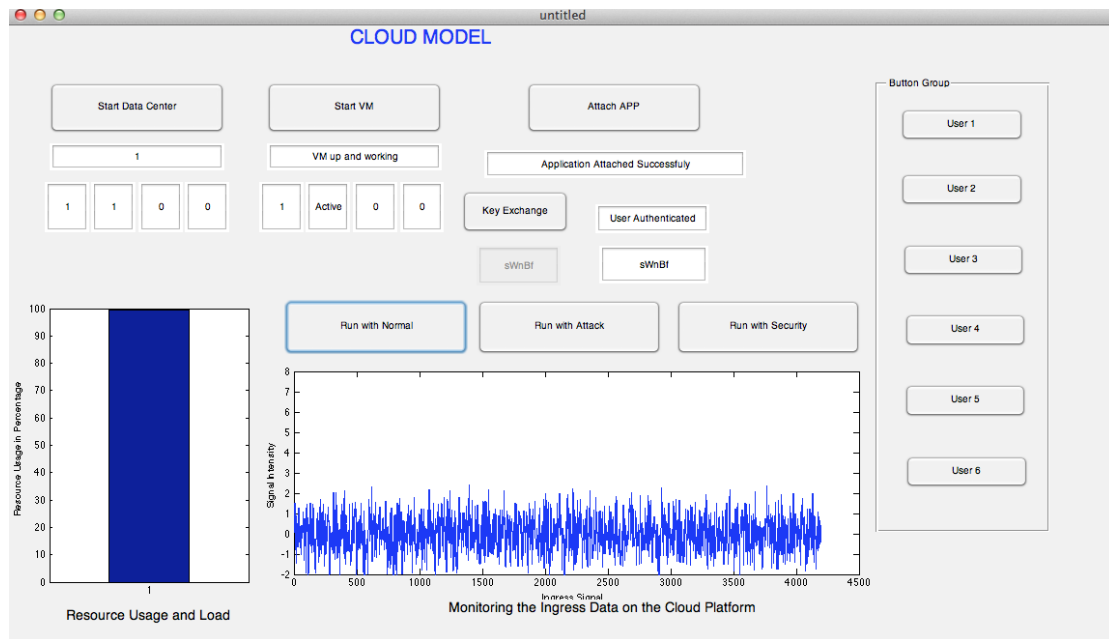 untitled
CLOUD MODEL
Start Data Center
Start VM
Attach APP
Button Group
User 1
1
VM up and working
Application Attached Successfuly
User 2
1 1 0 0
1 Active 0 0
Key Exchange
User Authenticated
sWnBf
sWnBf
User 3
Run with Normal
Run with Attack
Run with Security
User 4
User 5
User 6
100
90
80
70
60
50
40
30
20
10
0
Resource Usage in Percentage
1
Resource Usage and Load
8
7
6
5
4
3
2
1
0
-1
-2
Signal Intensity
0 500 1000 1500 2000 2500 3000 3500 4000 4500
Ingress Signal
Monitoring the Ingress Data on the Cloud Platform